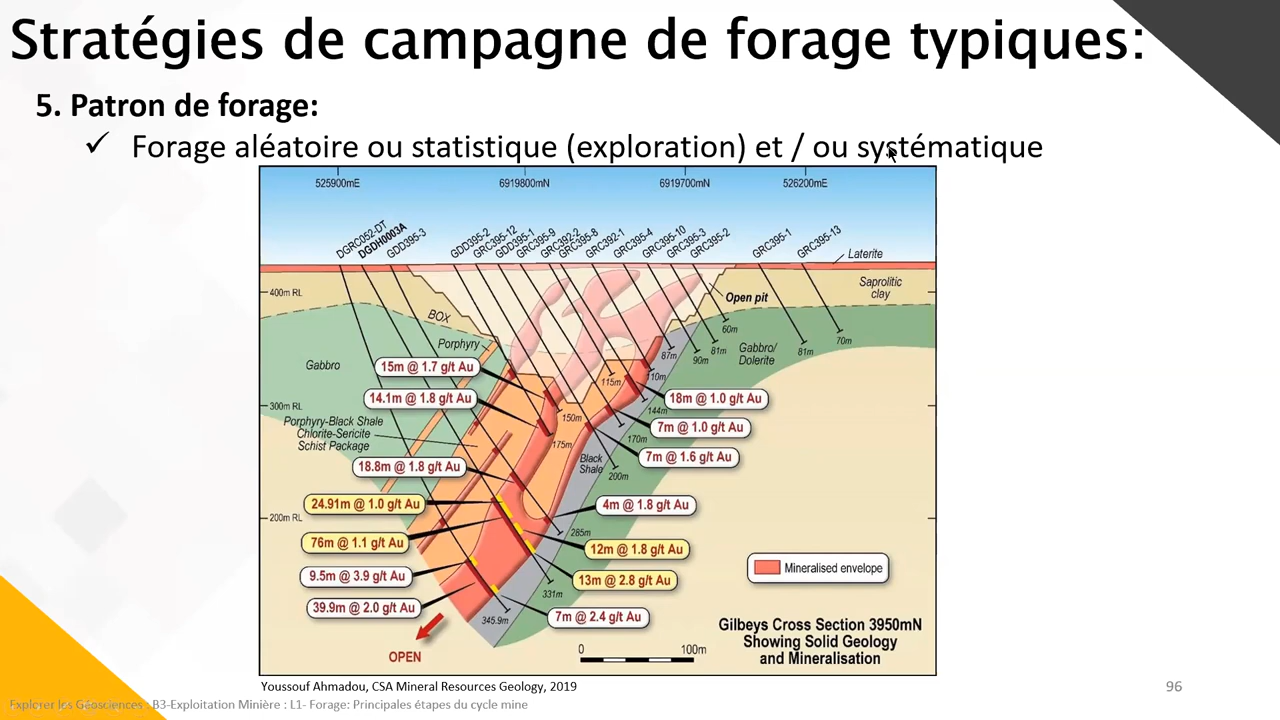 Stratégies de campagne de forage typiques:
5. Patron de forage:
✓ Forage aléatoire ou statistique (exploration) et / ou systématique
525900mE
6919800mN
6919700mN
526200mE
DGRC052-DT
DGDH0003A
GDD395-3
GDD395-2
GRC395-12
GDD395-1
GRC395-9
GRC392-2
GRC395-8
GRC392-1
GRC395-4
GRC395-10
GRC395-3
GRC395-2
GRC395-1
GRC395-13
Laterite
400m RL
Saprolitic
clay
Open pit
BOX
60m
Porphyry
87m
90m
81m
Gabbro/
Dolerite
81m
70m
Gabbro
15m @ 1.7 g/t Au
115m
110m
14.1m @ 1.8 g/t Au
18m @ 1.0 g/t Au
300m RL
144m
150m
Porphyry-Black Shale
Chlorite-Sericite
Schist Package
7m @ 1.0 g/t Au
175m
170m
18.8m @ 1.8 g/t Au
Black
Shale
7m @ 1.6 g/t Au
200m
24.91m @ 1.0 g/t Au
4m @ 1.8 g/t Au
200m RL
285m
76m @ 1.1 g/t Au
12m @ 1.8 g/t Au
9.5m @ 3.9 g/t Au
13m @ 2.8 g/t Au
Mineralised envelope
331m
39.9m @ 2.0 g/t Au
345.9m
7m @ 2.4 g/t Au
OPEN
0
100m
Gilbeys Cross Section 3950mN
Showing Solid Geology
and Mineralisation
Youssouf Ahmadou, CSA Mineral Resources Geology, 2019
96
Explorer les Géosciences : B3-Exploitation Minière : L1- Forage: Principales étapes du cycle mine